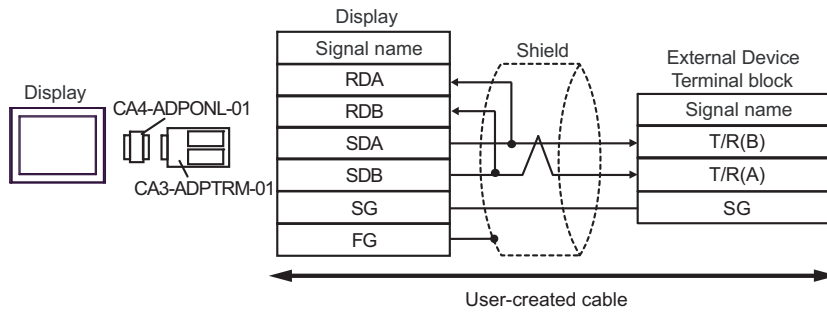 Display
CA4-ADPONL-01
CA3-ADPTRM-01
Display
Signal name
RDA
RDB
SDA
SDB
SG
FG
Shield
External Device
Terminal block
Signal name
T/R(B)
T/R(A)
SG
User-created cable